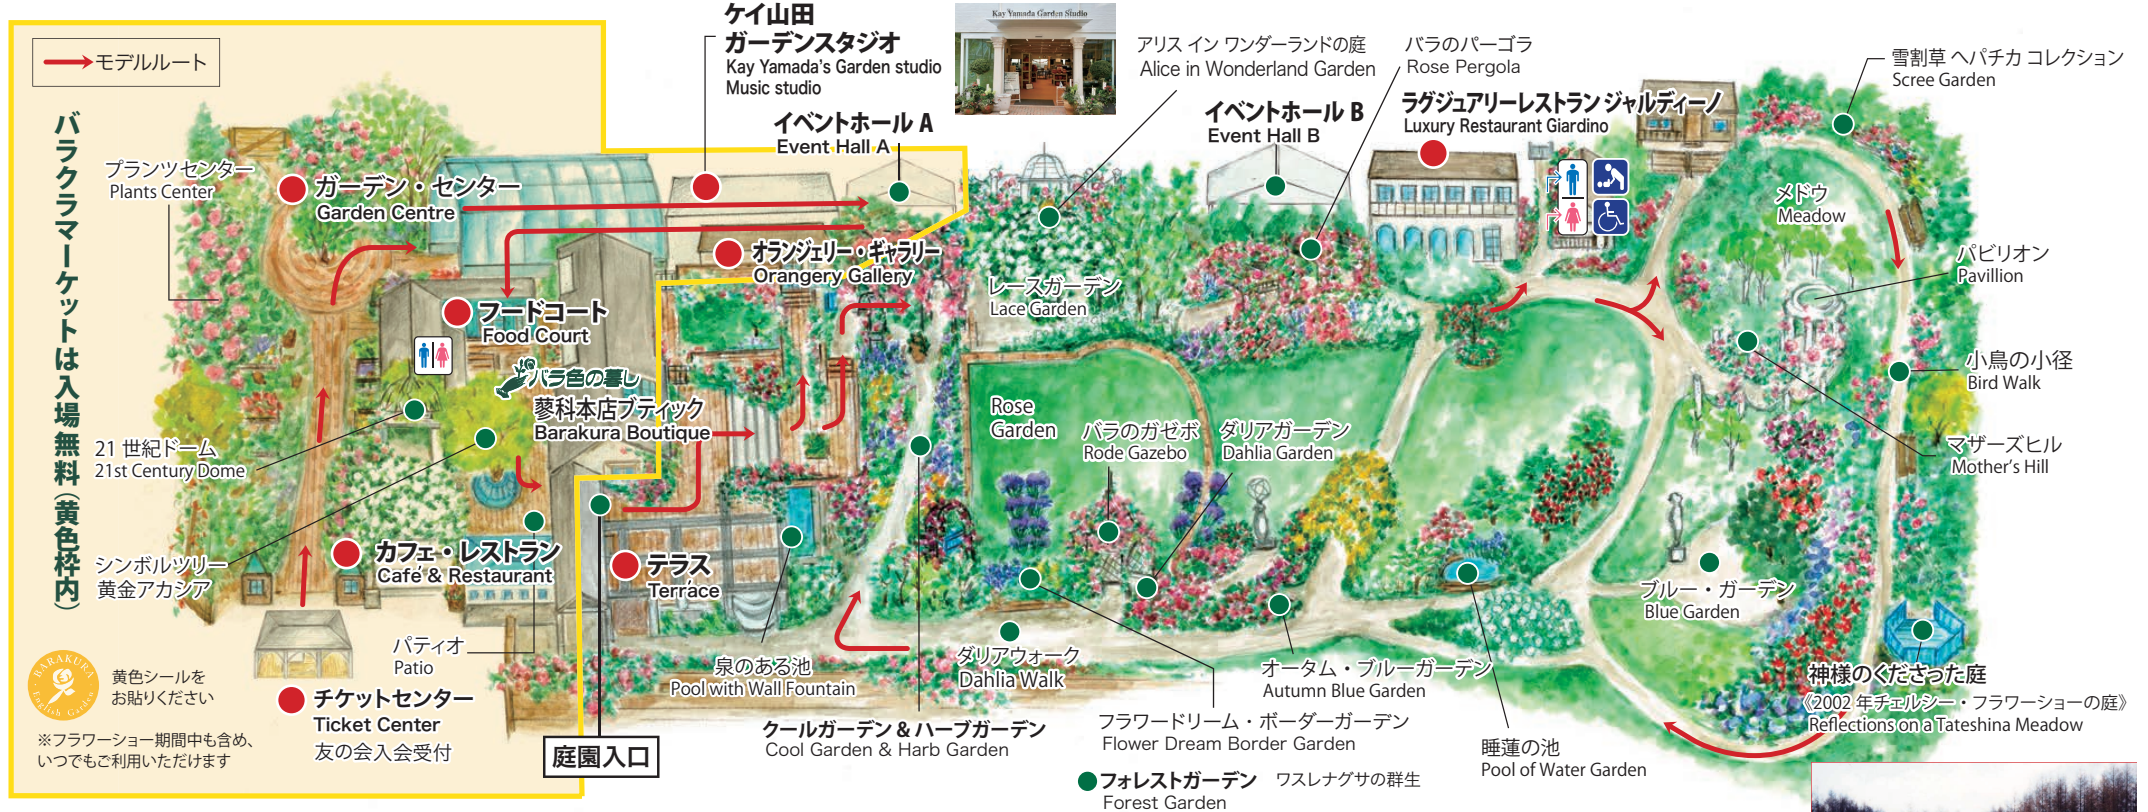 モデルルート
バラクラマーケットは入場無料（黄色枠内）
プランツセンター
Plants Center
ガーデン・センター
Garden Centre
ケイ山田
ガーデンスタジオ
Kay Yamada's Garden studio
Music studio
Kay Yamada Garden Studio
イベントホール A
Event Hall A
アリス イン ワンダーランドの庭
Alice in Wonderland Garden
バラのパーゴラ
Rose Pergola
イベントホール B
Event Hall B
ラグジュアリーレストラン ジャルディーノ
Luxury Restaurant Giardino
雪割草 ヘパチカ コレクション
Scree Garden
メドウ
Meadow
パビリオン
Pavillion
オランジェリー・ギャラリー
Orangery Gallery
レースガーデン
Lace Garden
フードコート
Food Court
バラ色の暮し
蓼科本店ブティック
Barakura Boutique
小鳥の小径
Bird Walk
Rose
Garden
バラのガゼボ
Rode Gazebo
ダリアガーデン
Dahlia Garden
マザーズヒル
Mother's Hill
21 世紀ドーム
21st Century Dome
シンボルツリー
黄金アカシア
カフェ・レストラン
Café & Restaurant
テラス
Terrace
ブルー・ガーデン
Blue Garden
パティオ
Patio
泉のある池
Pool with Wall Fountain
ダリアウォーク
Dahlia Walk
オータム・ブルーガーデン
Autumn Blue Garden
神様のくださった庭
《2002 年チェルシー・フラワーショーの庭》
Reflections on a Tateshina Meadow
BARAKURA
English Garden
黄色シールを
お貼りください
チケットセンター
Ticket Center
友の会入会受付
※フラワーショー期間中も含め、
いつでもご利用いただけます
庭園入口
クールガーデン & ハーブガーデン
Cool Garden & Harb Garden
フラワードリーム・ボーダーガーデン
Flower Dream Border Garden
睡蓮の池
Pool of Water Garden
フォレストガーデン ワスレナグサの群生
Forest Garden